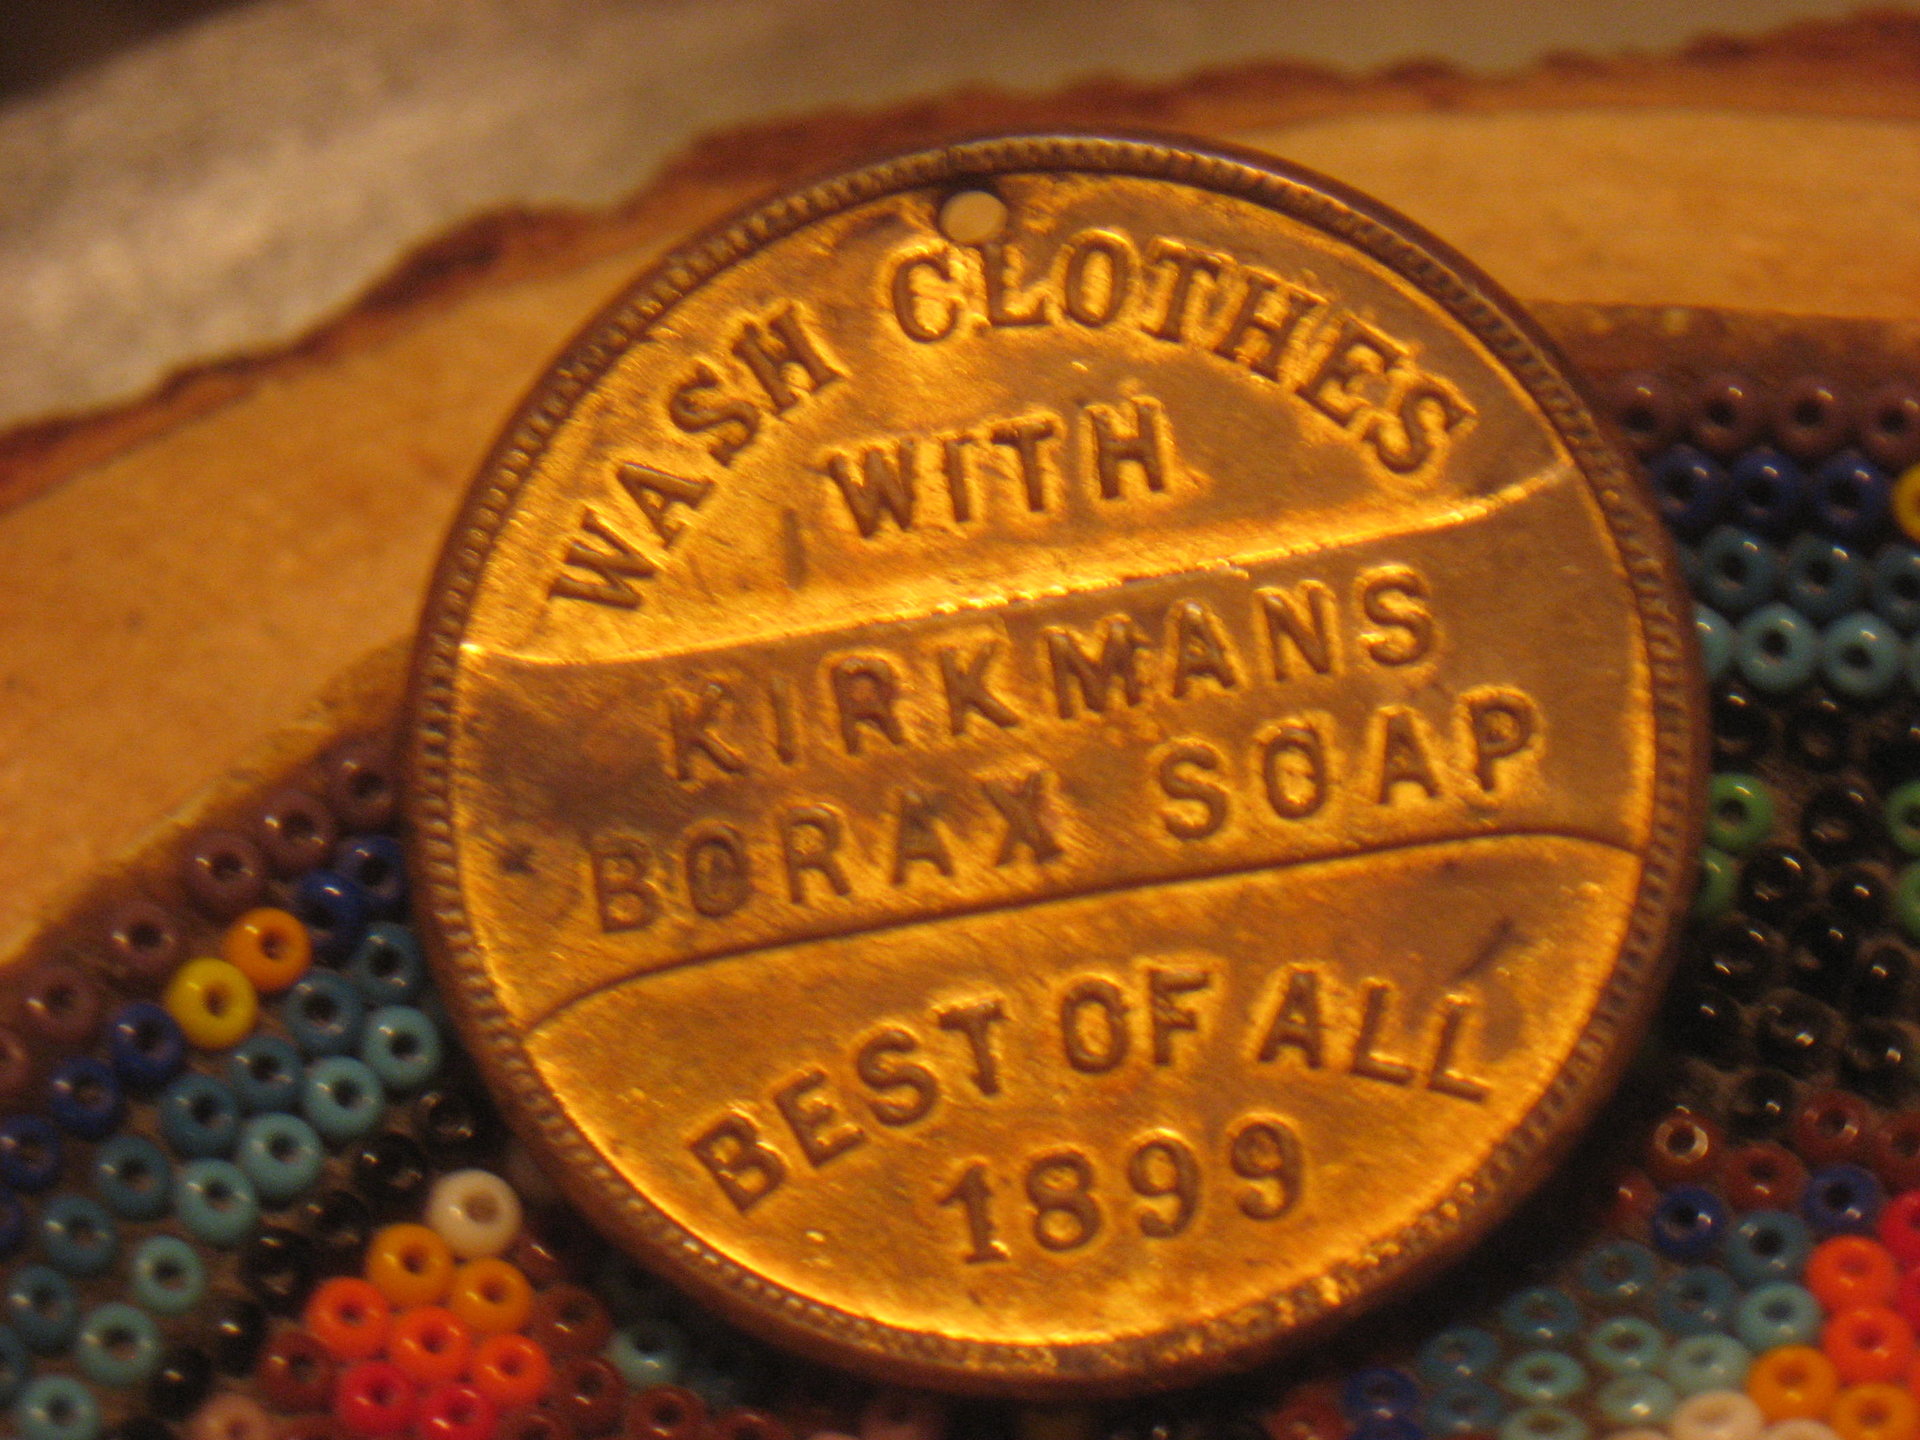 WASH CLOTHES
WITH
KIRKMANS
BORAX SOAP
BEST OF ALL
1899